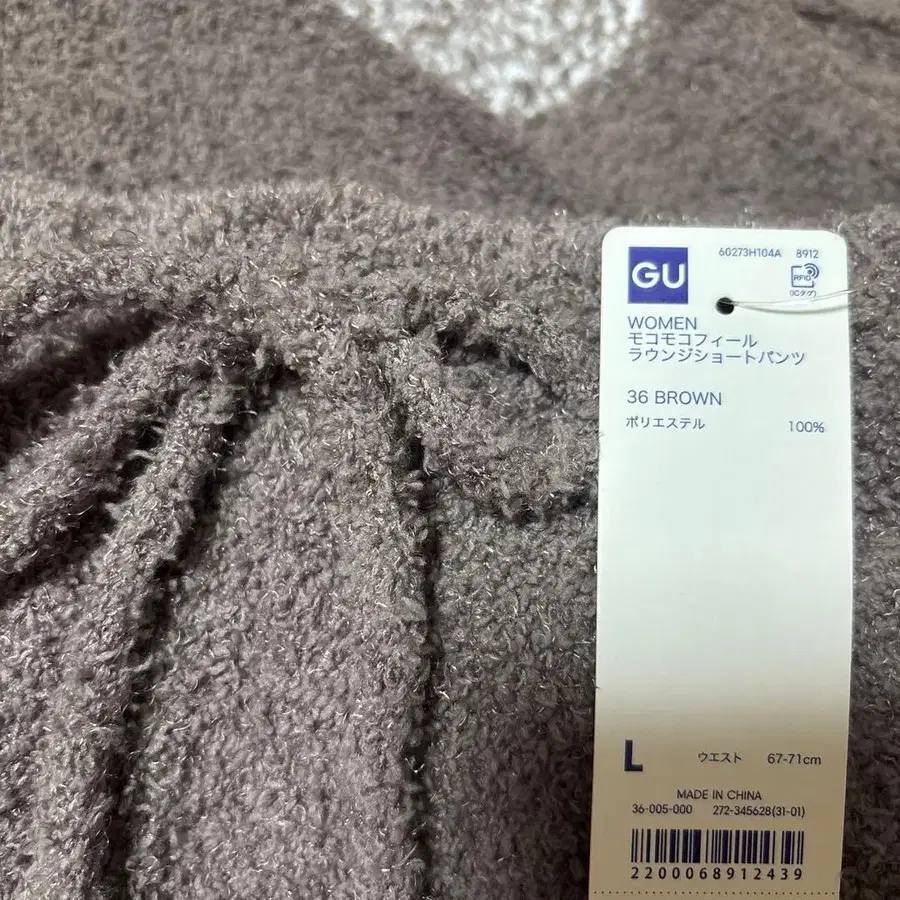 GU
60273H104A 8912
RFID
(ICタグ)
WOMEN
モコモコフィール
ラウンジショートパンツ
36 BROWN
ポリエステル 100%
L ウエスト 67-71cm
MADE IN CHINA
36-005-000 272-345628(31-01)
2200068912439